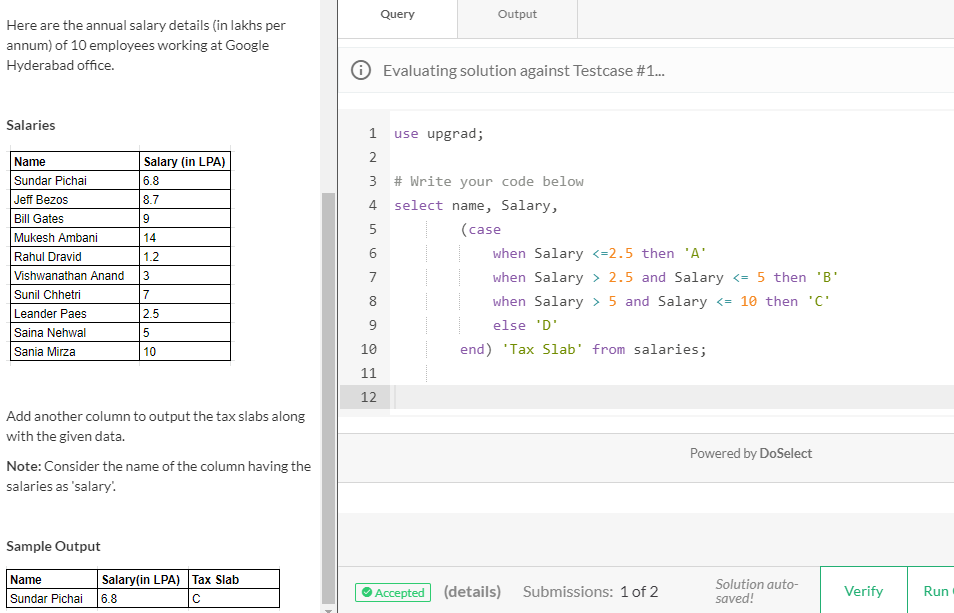 Here are the annual salary details (in lakhs per
annum) of 10 employees working at Google
Hyderabad office.
Salaries
Name Salary (in LPA)
Sundar Pichai 6.8
Jeff Bezos 8.7
Bill Gates 9
Mukesh Ambani 14
Rahul Dravid 1.2
Vishwanathan Anand 3
Sunil Chhetri 7
Leander Paes 2.5
Saina Nehwal 5
Sania Mirza 10
Add another column to output the tax slabs along
with the given data.
Note: Consider the name of the column having the
salaries as 'salary'.
Sample Output
Name Salary(in LPA) Tax Slab
Sundar Pichai 6.8 C
Query Output
Evaluating solution against Testcase #1...
1 use upgrad;
2
3 # Write your code below
4 select name, Salary,
5 (case
6 when Salary <=2.5 then 'A'
7 when Salary > 2.5 and Salary <= 5 then 'B'
8 when Salary > 5 and Salary <= 10 then 'C'
9 else 'D'
10 end) 'Tax Slab' from salaries;
11
12
Powered by DoSelect
Accepted (details) Submissions: 1 of 2 Solution auto-
saved!
Verify Run